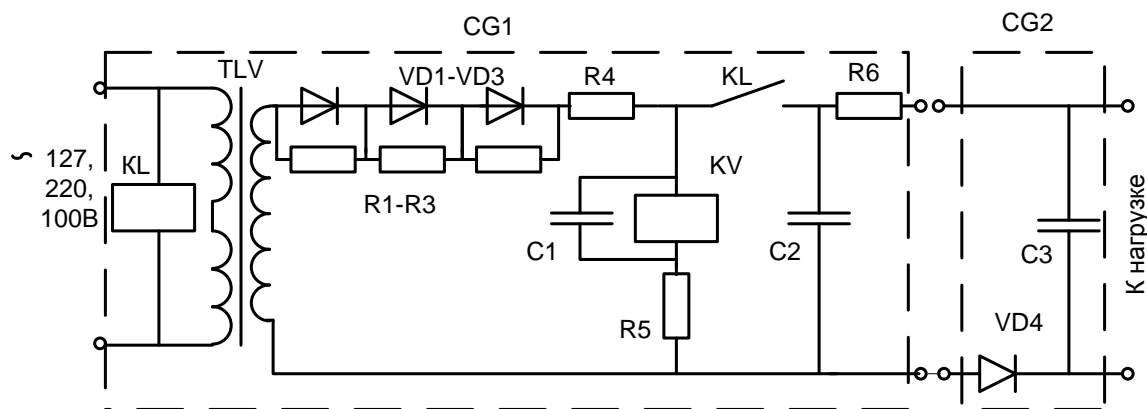 CG1
CG2
TLV
VD1-VD3
R4
KL
R6
~ 127,
220,
100В
KL
R1-R3
KV
C1
C2
C3
R5
VD4
К нагрузке